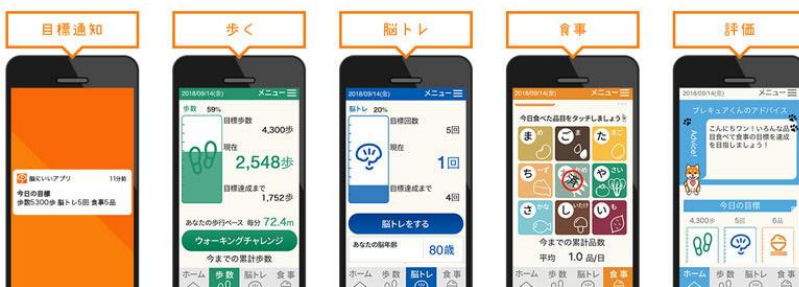 目標通知
脳にいいアプリ 11分前
今日の目標
歩数5300歩 脳トレ5回 食事5品
歩く
2018/09/14(金) メニュー
歩数 59%
目標歩数
4,300歩
現在
2,548歩
目標達成まで
1,752歩
あなたの歩行ペース 毎分 72.4m
ウォーキングチャレンジ
今までの累計歩数
ホーム 歩数 脳トレ 食事
脳トレ
2018/09/14(金) メニュー
脳トレ 20%
目標回数
5回
現在
1回
目標達成まで
4回
脳トレをする
あなたの脳年齢
80歳
ホーム 歩数 脳トレ 食事
食事
2018/09/14(金) メニュー
今日食べた品目をタッチしましょう!
ま ご た
ち や さい
さかな し いたけ い も
今までの累計品数
平均 1.0 品/日
ホーム 歩数 脳トレ 食事
評価
2018/09/14(金) メニュー
ブレキュアくんのアドバイス
Advice!
こんにちワン!いろんな品
目食べて食事の目標を達成
を目指しましょう!
今日の目標
4,300歩 5回 6品
ホーム 歩数 脳トレ 食事